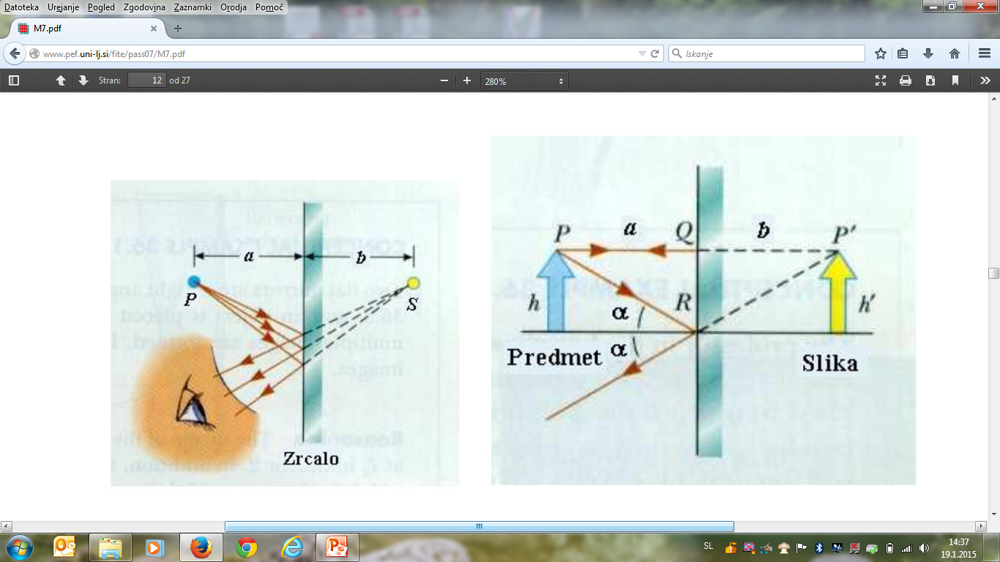 Datoteka Urejanje Pogled Zgodovina Zaznamki Orodja Pomoč
M7.pdf
www.pef.uni-lj.si/fite/pass07/M7.pdf
Iskanje
Stran: 12 od 27
280%
a
b
P
S
Zrcalo
P
a
Q
b
P'
h
α
R
h'
α
Predmet
Slika
SL
14:37
19.1.2015